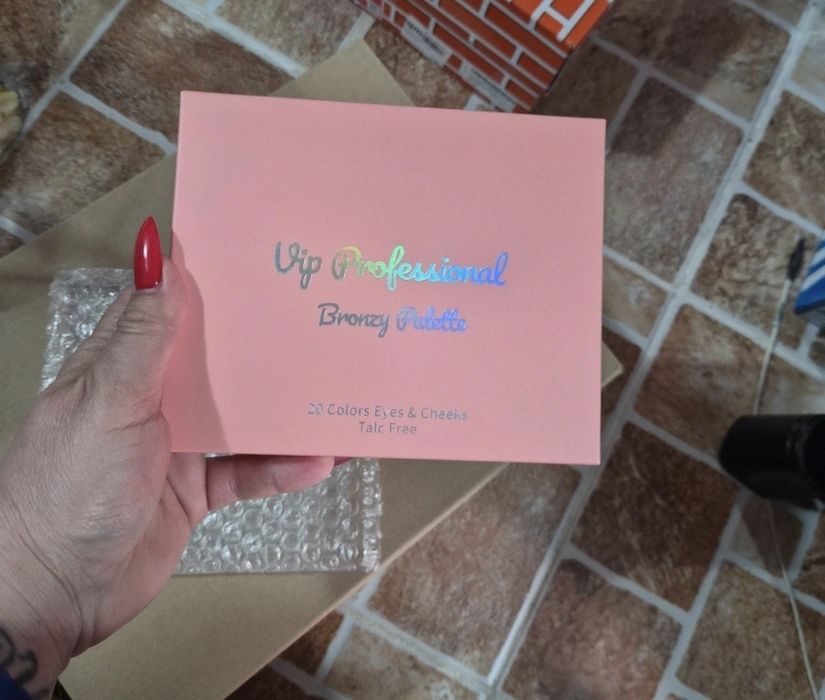 Vip Professional
Bronzy Palette
20 Colors Eyes & Cheeks
Talc Free